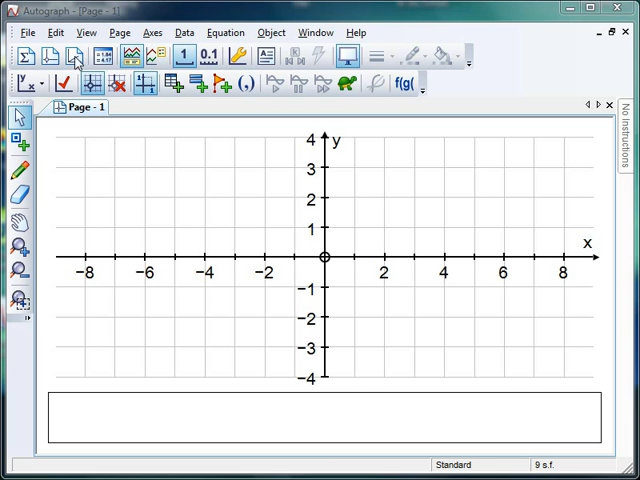 Autograph - [Page - 1]
File Edit View Page Axes Data Equation Object Window Help
Σ 1 0.1 A
y x (,) f(g(
Page - 1
No Instructions
4 y
3
2
1
x
−8 −6 −4 −2 0 2 4 6 8
−1
−2
−3
−4
Standard 9 s.f.